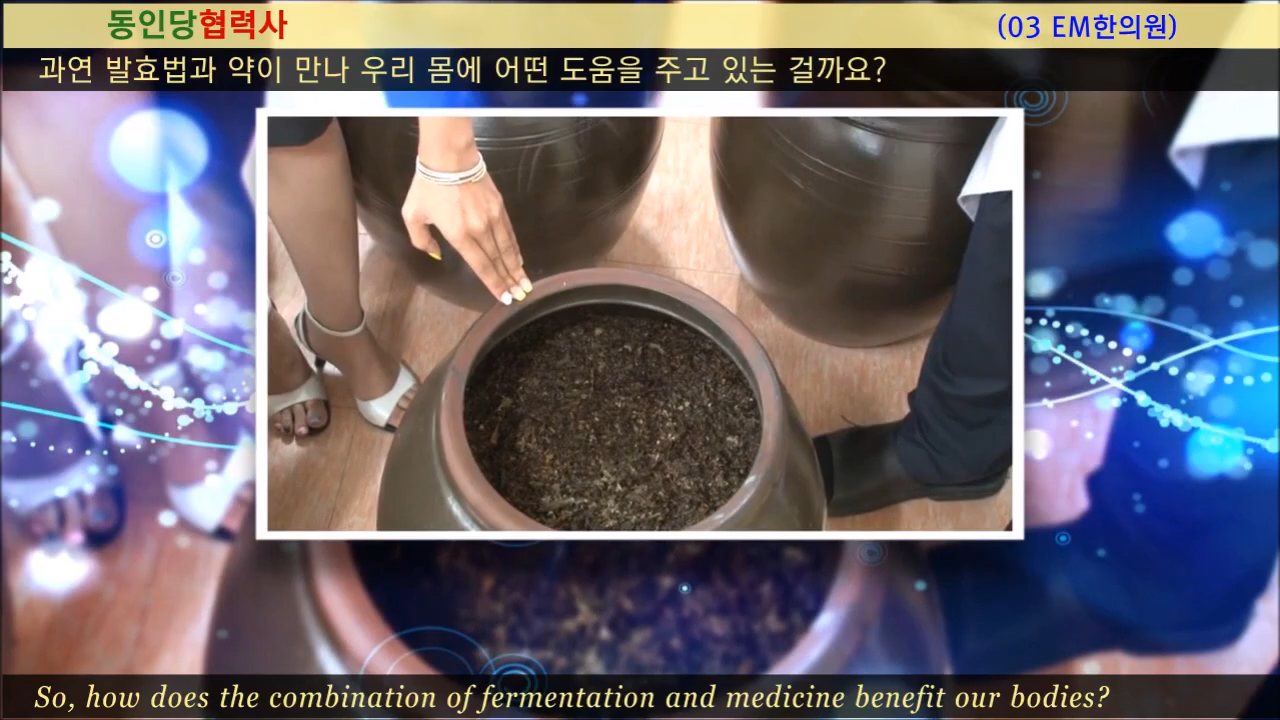 동인당협력사
(03 EM한의원)
과연 발효법과 약이 만나 우리 몸에 어떤 도움을 주고 있는 걸까요?
So, how does the combination of fermentation and medicine benefit our bodies?